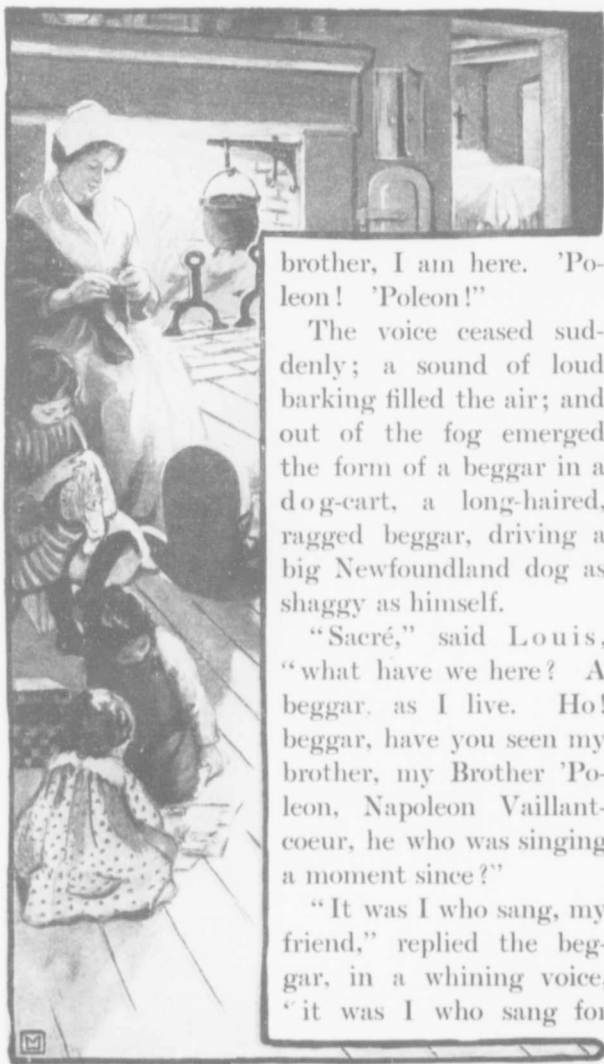 brother, I am here. ’Po-
leon! ’Poleon!”
The voice ceased sud-
denly; a sound of loud
barking filled the air; and
out of the fog emerged
the form of a beggar in a
dog-cart, a long-haired,
ragged beggar, driving a
big Newfoundland dog as
shaggy as himself.
“Sacré,” said Louis,
“what have we here? A
beggar. as I live. Ho!
beggar, have you seen my
brother, my Brother ’Po-
leon, Napoleon Vaillant-
coeur, he who was singing
a moment since?”
“It was I who sang, my
friend,” replied the beg-
gar, in a whining voice,
“it was I who sang for
M